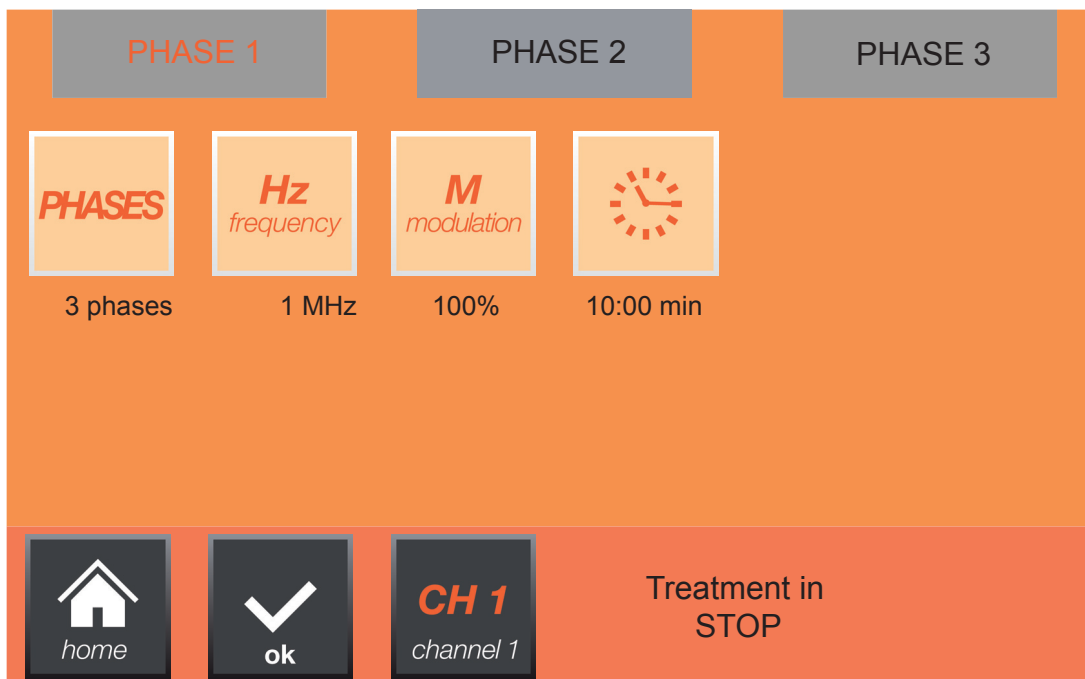 PHASE 1
PHASE 2
PHASE 3
PHASES
Hz
frequency
M
modulation
3 phases
1 MHz
100%
10:00 min
home
ok
CH 1
channel 1
Treatment in
STOP